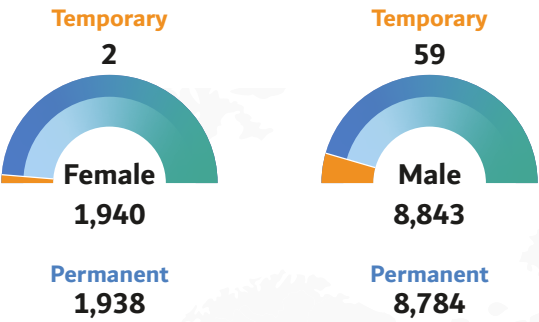 Temporary
2
Female
1,940
Permanent
1,938
Temporary
59
Male
8,843
Permanent
8,784